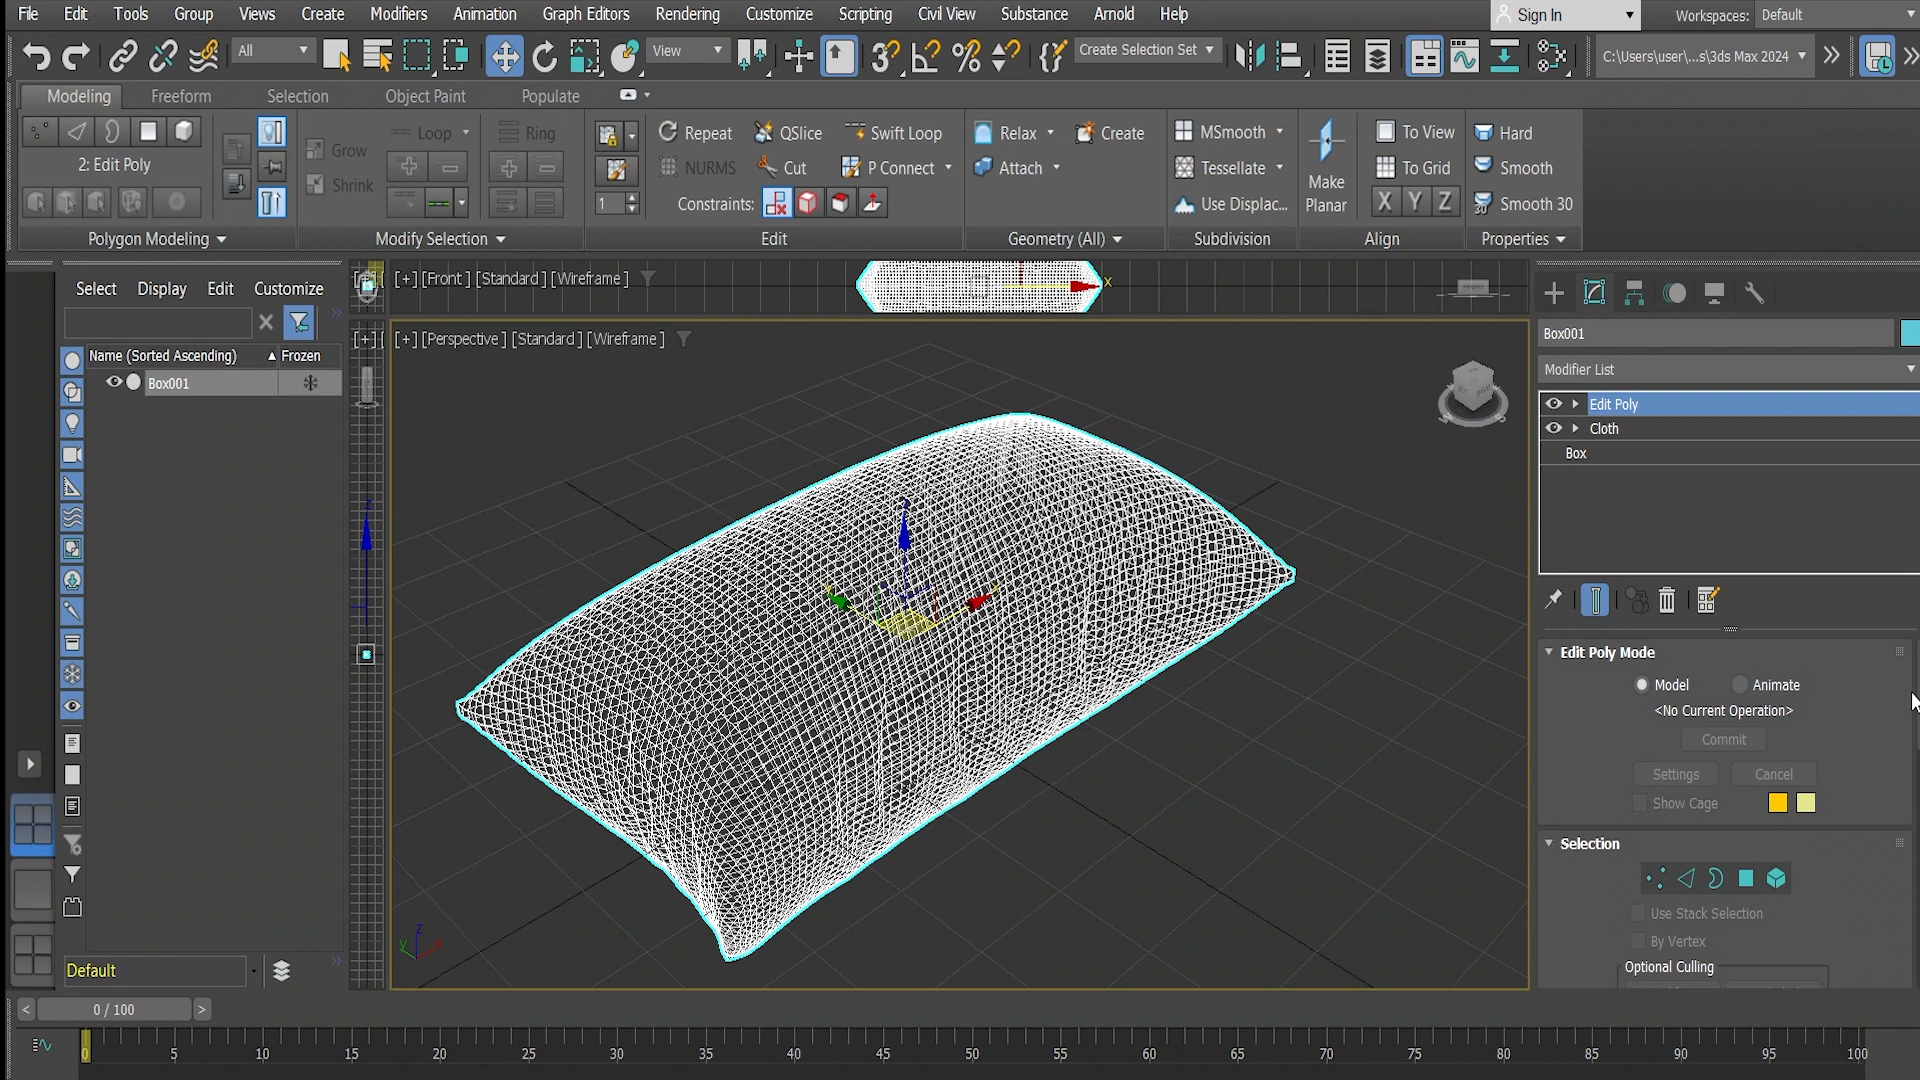 File Edit Tools Group Views Create Modifiers Animation Graph Editors Rendering Customize Scripting Civil View Substance Arnold Help Sign In Workspaces: Default
All View Create Selection Set C:\Users\user\...s\3ds Max 2024
Modeling Freeform Selection Object Paint Populate
Loop Ring Repeat QSlice Swift Loop Relax Create MSmooth To View Hard
Grow
2: Edit Poly NURMS Cut P Connect Attach Tessellate To Grid Smooth
Shrink Make
Planar
1 Constraints: Use Displac... X Y Z Smooth 30
Polygon Modeling Modify Selection Edit Geometry (All) Subdivision Align Properties
Select Display Edit Customize
[+] [Front ] [Standard ] [Wireframe ]
x
[+] [Perspective ] [Standard ] [Wireframe ]
Name (Sorted Ascending) Frozen
Box001
Box001
Modifier List
Edit Poly
Cloth
Box
Edit Poly Mode
Model Animate
<No Current Operation>
Commit
Settings Cancel
Show Cage
Selection
Use Stack Selection
By Vertex
Optional Culling
Default
< 0 / 100 >
0 5 10 15 20 25 30 35 40 45 50 55 60 65 70 75 80 85 90 95 100